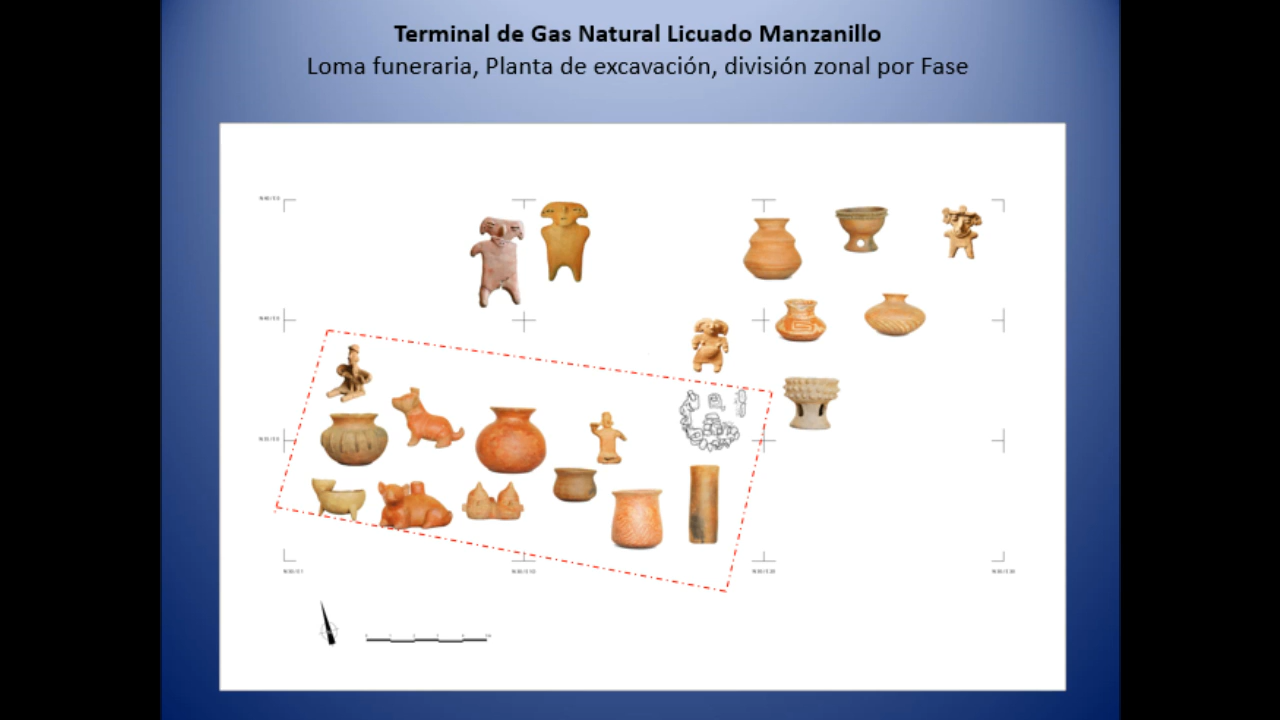 Terminal de Gas Natural Licuado Manzanillo
Loma funeraria, Planta de excavación, división zonal por Fase